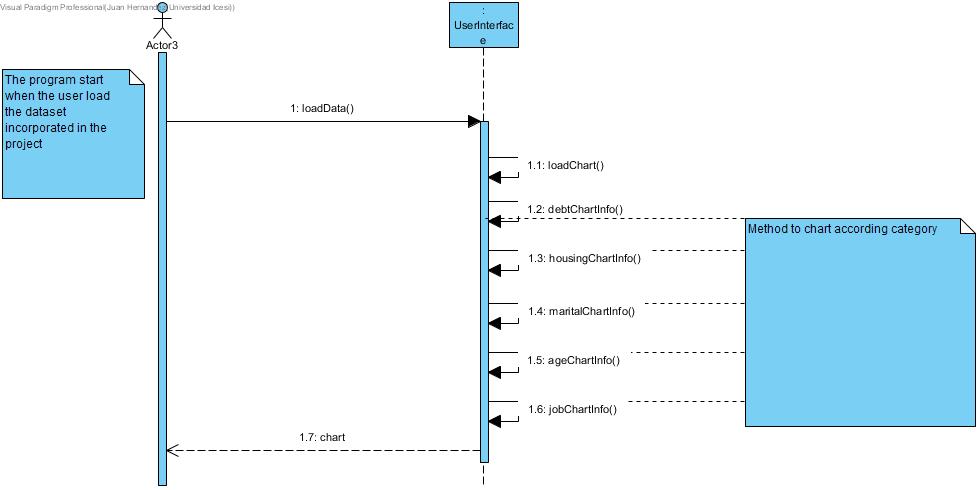 Visual Paradigm Professional(Juan Hernand Universidad Icesi))
:
UserInterfac
e
Actor3
The program start
when the user load
the dataset
incorporated in the
project
1: loadData()
1.1: loadChart()
1.2: debtChartInfo()
Method to chart according category
1.3: housingChartInfo()
1.4: maritalChartInfo()
1.5: ageChartInfo()
1.6: jobChartInfo()
1.7: chart